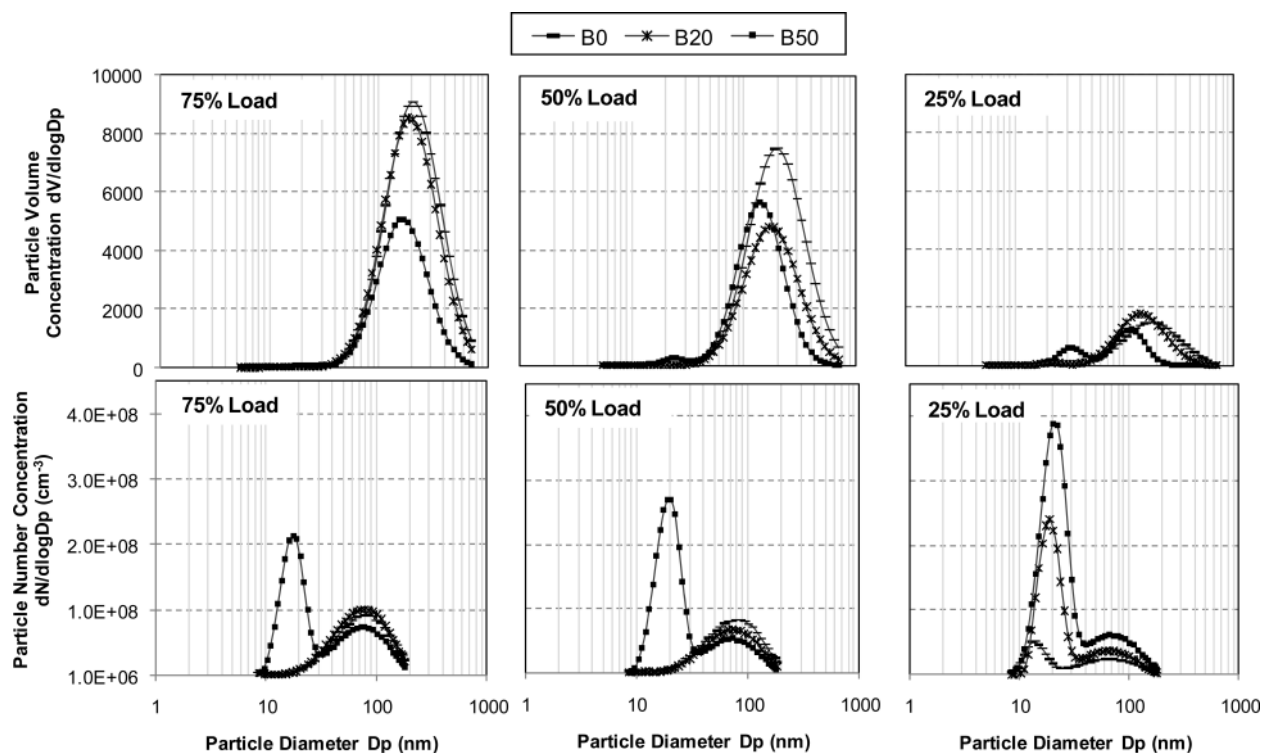 B0 B20 B50
75% Load 50% Load 25% Load
10000
8000
6000
4000
2000
0
Particle Volume
Concentration dV/dlogDp
75% Load 50% Load 25% Load
4.0E+08
3.0E+08
2.0E+08
1.0E+08
1.0E+06
Particle Number Concentration
dN/dlogDp (cm⁻³)
1 10 100 1000 1 10 100 1000 1 10 100 1000
Particle Diameter Dp (nm) Particle Diameter Dp (nm) Particle Diameter Dp (nm)